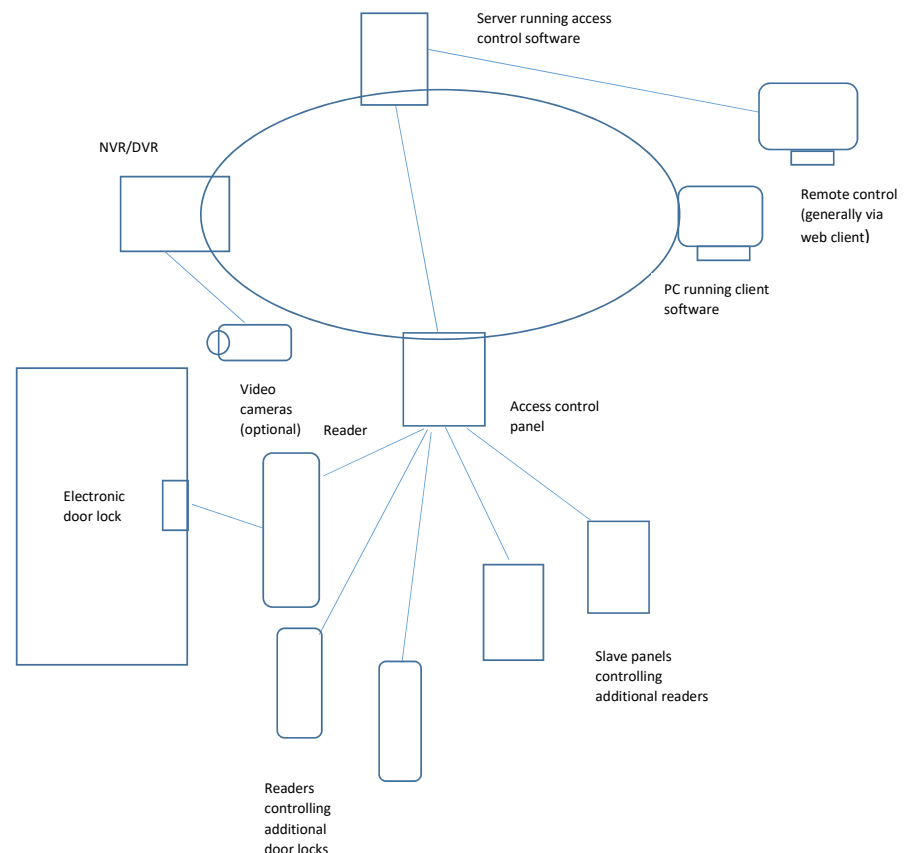 Server running access
control software
NVR/DVR
Remote control
(generally via
web client)
PC running client
software
Video
cameras
(optional)
Reader
Access control
panel
Electronic
door lock
Slave panels
controlling
additional readers
Readers
controlling
additional
door locks